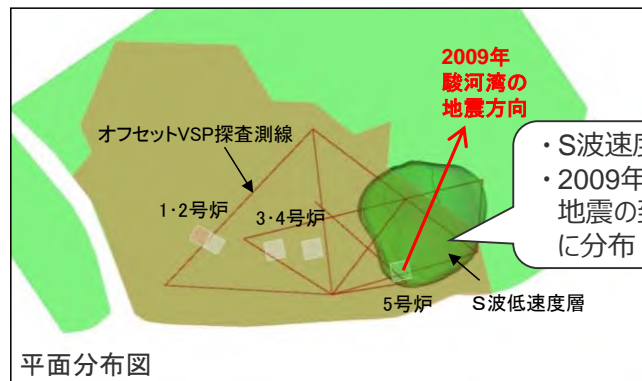 2009年
駿河湾の
地震方向
オフセットVSP探査測線
・S波速度
・2009年
地震の
に分布
1・2号炉
3・4号炉
5号炉
S波低速度層
平面分布図